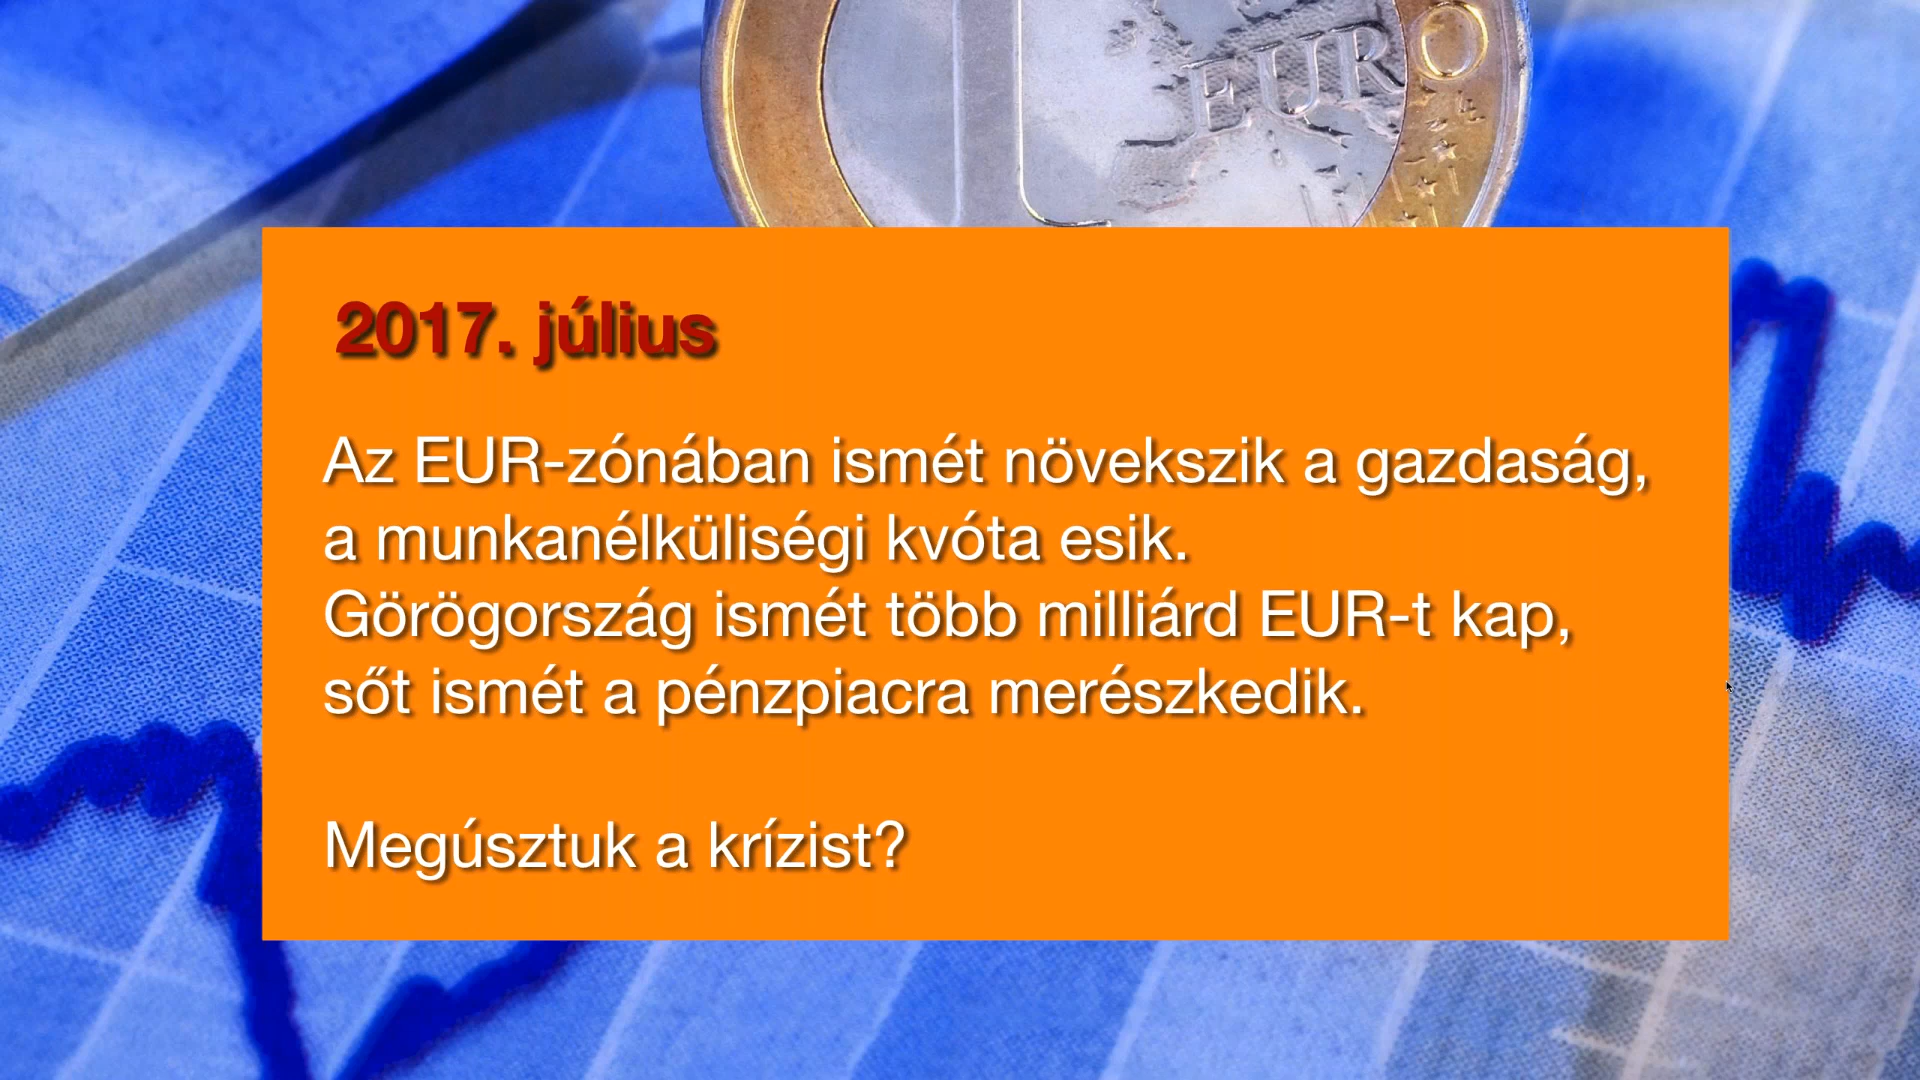 EURO
2017. július
Az EUR-zónában ismét növekszik a gazdaság,
a munkanélküliségi kvóta esik.
Görögország ismét több milliárd EUR-t kap,
sőt ismét a pénzpiacra merészkedik.
Megúsztuk a krízist?